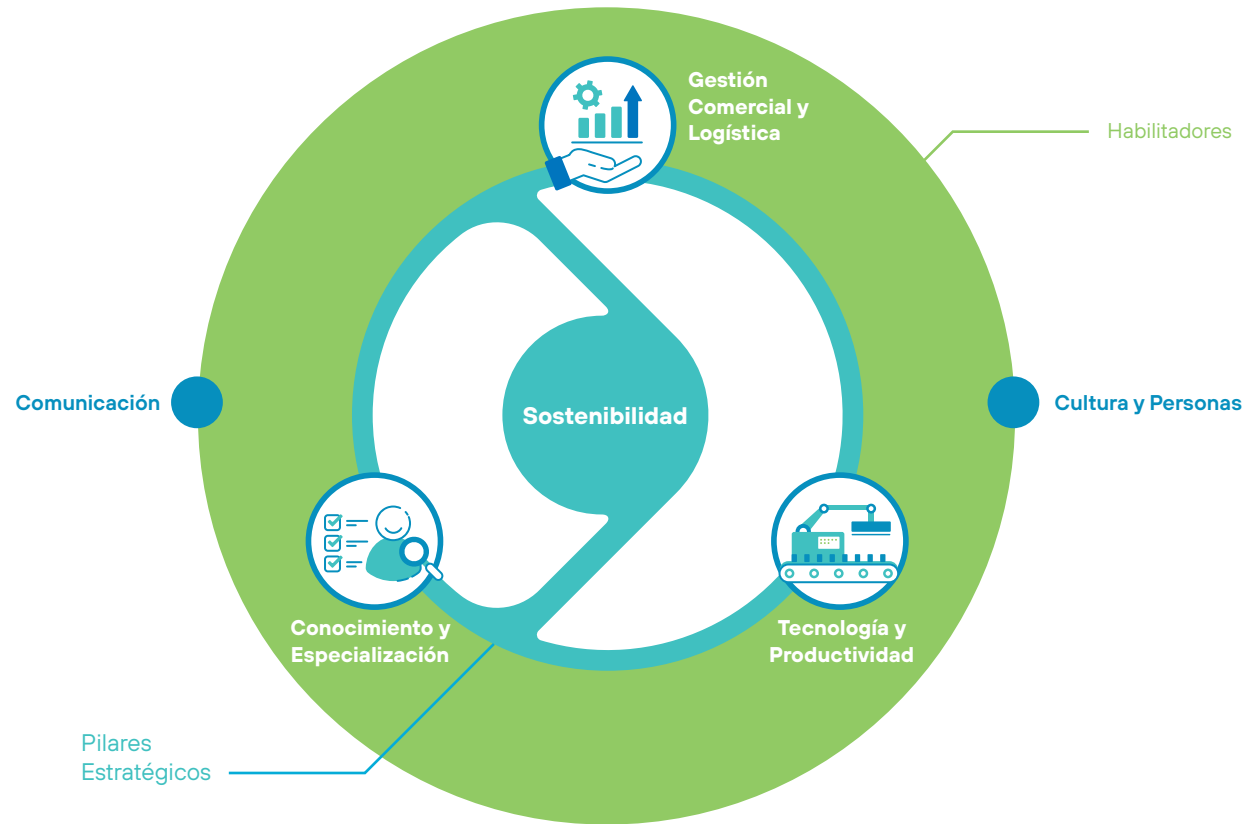 Gestión
Comercial y
Logística
Habilitadores
Comunicación
Sostenibilidad
Cultura y Personas
Conocimiento y
Especialización
Tecnología y
Productividad
Pilares
Estratégicos